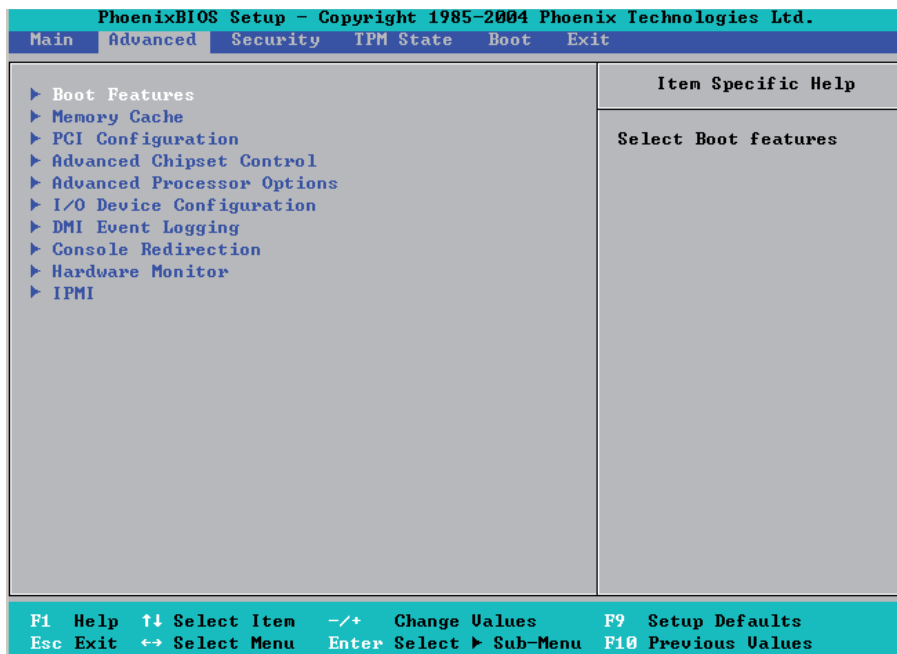 PhoenixBIOS Setup - Copyright 1985-2004 Phoenix Technologies Ltd.
Main Advanced Security TPM State Boot Exit
▶ Boot Features
▶ Memory Cache
▶ PCI Configuration
▶ Advanced Chipset Control
▶ Advanced Processor Options
▶ I/O Device Configuration
▶ DMI Event Logging
▶ Console Redirection
▶ Hardware Monitor
▶ IPMI
Item Specific Help
Select Boot features
F1 Help ↑↓ Select Item -/+ Change Values F9 Setup Defaults
Esc Exit ↔ Select Menu Enter Select ▶ Sub-Menu F10 Previous Values